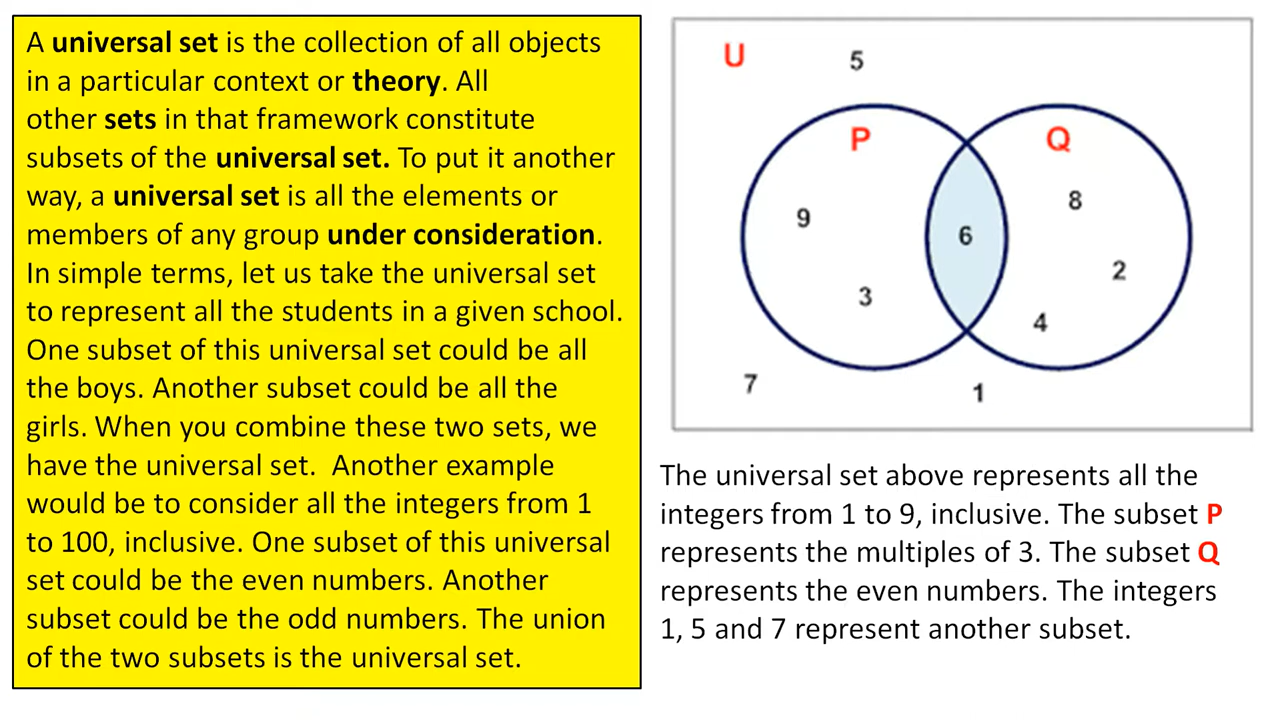 A universal set is the collection of all objects
in a particular context or theory. All
other sets in that framework constitute
subsets of the universal set. To put it another
way, a universal set is all the elements or
members of any group under consideration.
In simple terms, let us take the universal set
to represent all the students in a given school.
One subset of this universal set could be all
the boys. Another subset could be all the
girls. When you combine these two sets, we
have the universal set.  Another example
would be to consider all the integers from 1
to 100, inclusive. One subset of this universal
set could be the even numbers. Another
subset could be the odd numbers. The union
of the two subsets is the universal set.
U 5
P Q
8
9
6
2
3
4
7
1
The universal set above represents all the
integers from 1 to 9, inclusive. The subset P
represents the multiples of 3. The subset Q
represents the even numbers. The integers
1, 5 and 7 represent another subset.